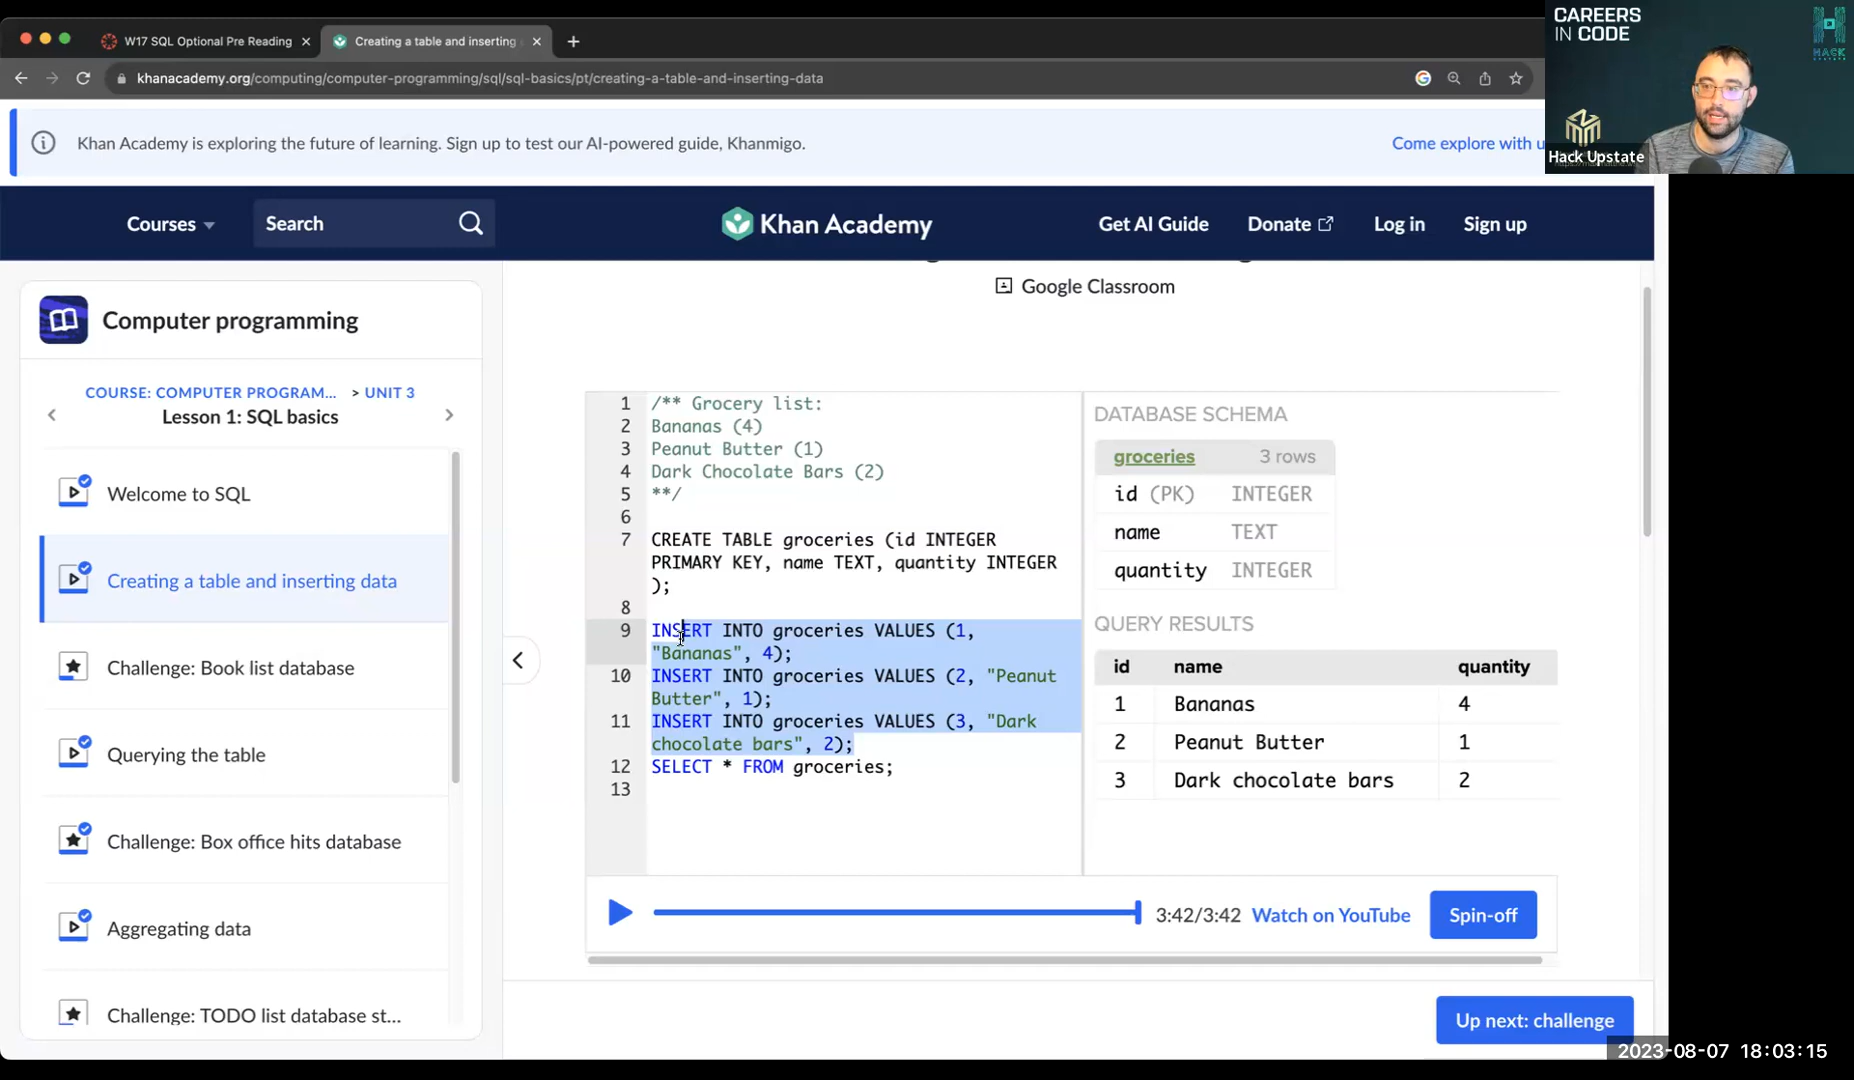 W17 SQL Optional Pre Reading
Creating a table and inserting
khanacademy.org/computing/computer-programming/sql/sql-basics/pt/creating-a-table-and-inserting-data
CAREERS
IN CODE
HACK
UPSTATE
Hack Upstate
Khan Academy is exploring the future of learning. Sign up to test our AI-powered guide, Khanmigo.
Come explore with u
Courses
Search
Khan Academy
Get AI Guide
Donate
Log in
Sign up
Google Classroom
Computer programming
COURSE: COMPUTER PROGRAM... > UNIT 3
Lesson 1: SQL basics
Welcome to SQL
Creating a table and inserting data
Challenge: Book list database
Querying the table
Challenge: Box office hits database
Aggregating data
Challenge: TODO list database st...
1 /** Grocery list:
2 Bananas (4)
3 Peanut Butter (1)
4 Dark Chocolate Bars (2)
5 **/
6
7 CREATE TABLE groceries (id INTEGER
PRIMARY KEY, name TEXT, quantity INTEGER
);
8
9 INSERT INTO groceries VALUES (1,
"Bananas", 4);
10 INSERT INTO groceries VALUES (2, "Peanut
Butter", 1);
11 INSERT INTO groceries VALUES (3, "Dark
chocolate bars", 2);
12 SELECT * FROM groceries;
13
DATABASE SCHEMA
groceries 3 rows
id (PK) INTEGER
name TEXT
quantity INTEGER
QUERY RESULTS
id name quantity
1 Bananas 4
2 Peanut Butter 1
3 Dark chocolate bars 2
3:42/3:42
Watch on YouTube
Spin-off
Up next: challenge
2023-08-07 18:03:15